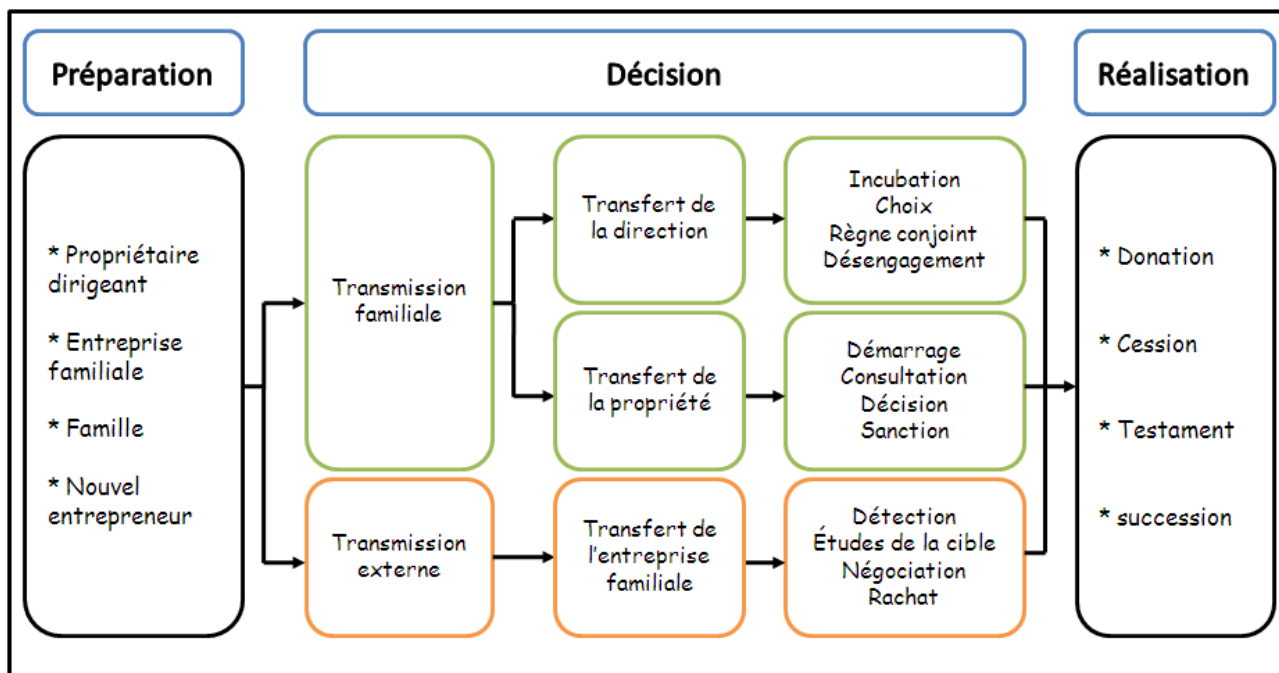 Préparation
Décision
Réalisation
* Propriétaire
dirigeant
* Entreprise
familiale
* Famille
* Nouvel
entrepreneur
Transmission
familiale
Transfert de
la direction
Incubation
Choix
Règne conjoint
Désengagement
Transfert de
la propriété
Démarrage
Consultation
Décision
Sanction
Transmission
externe
Transfert de
l'entreprise
familiale
Détection
Études de la cible
Négociation
Rachat
* Donation
* Cession
* Testament
* succession